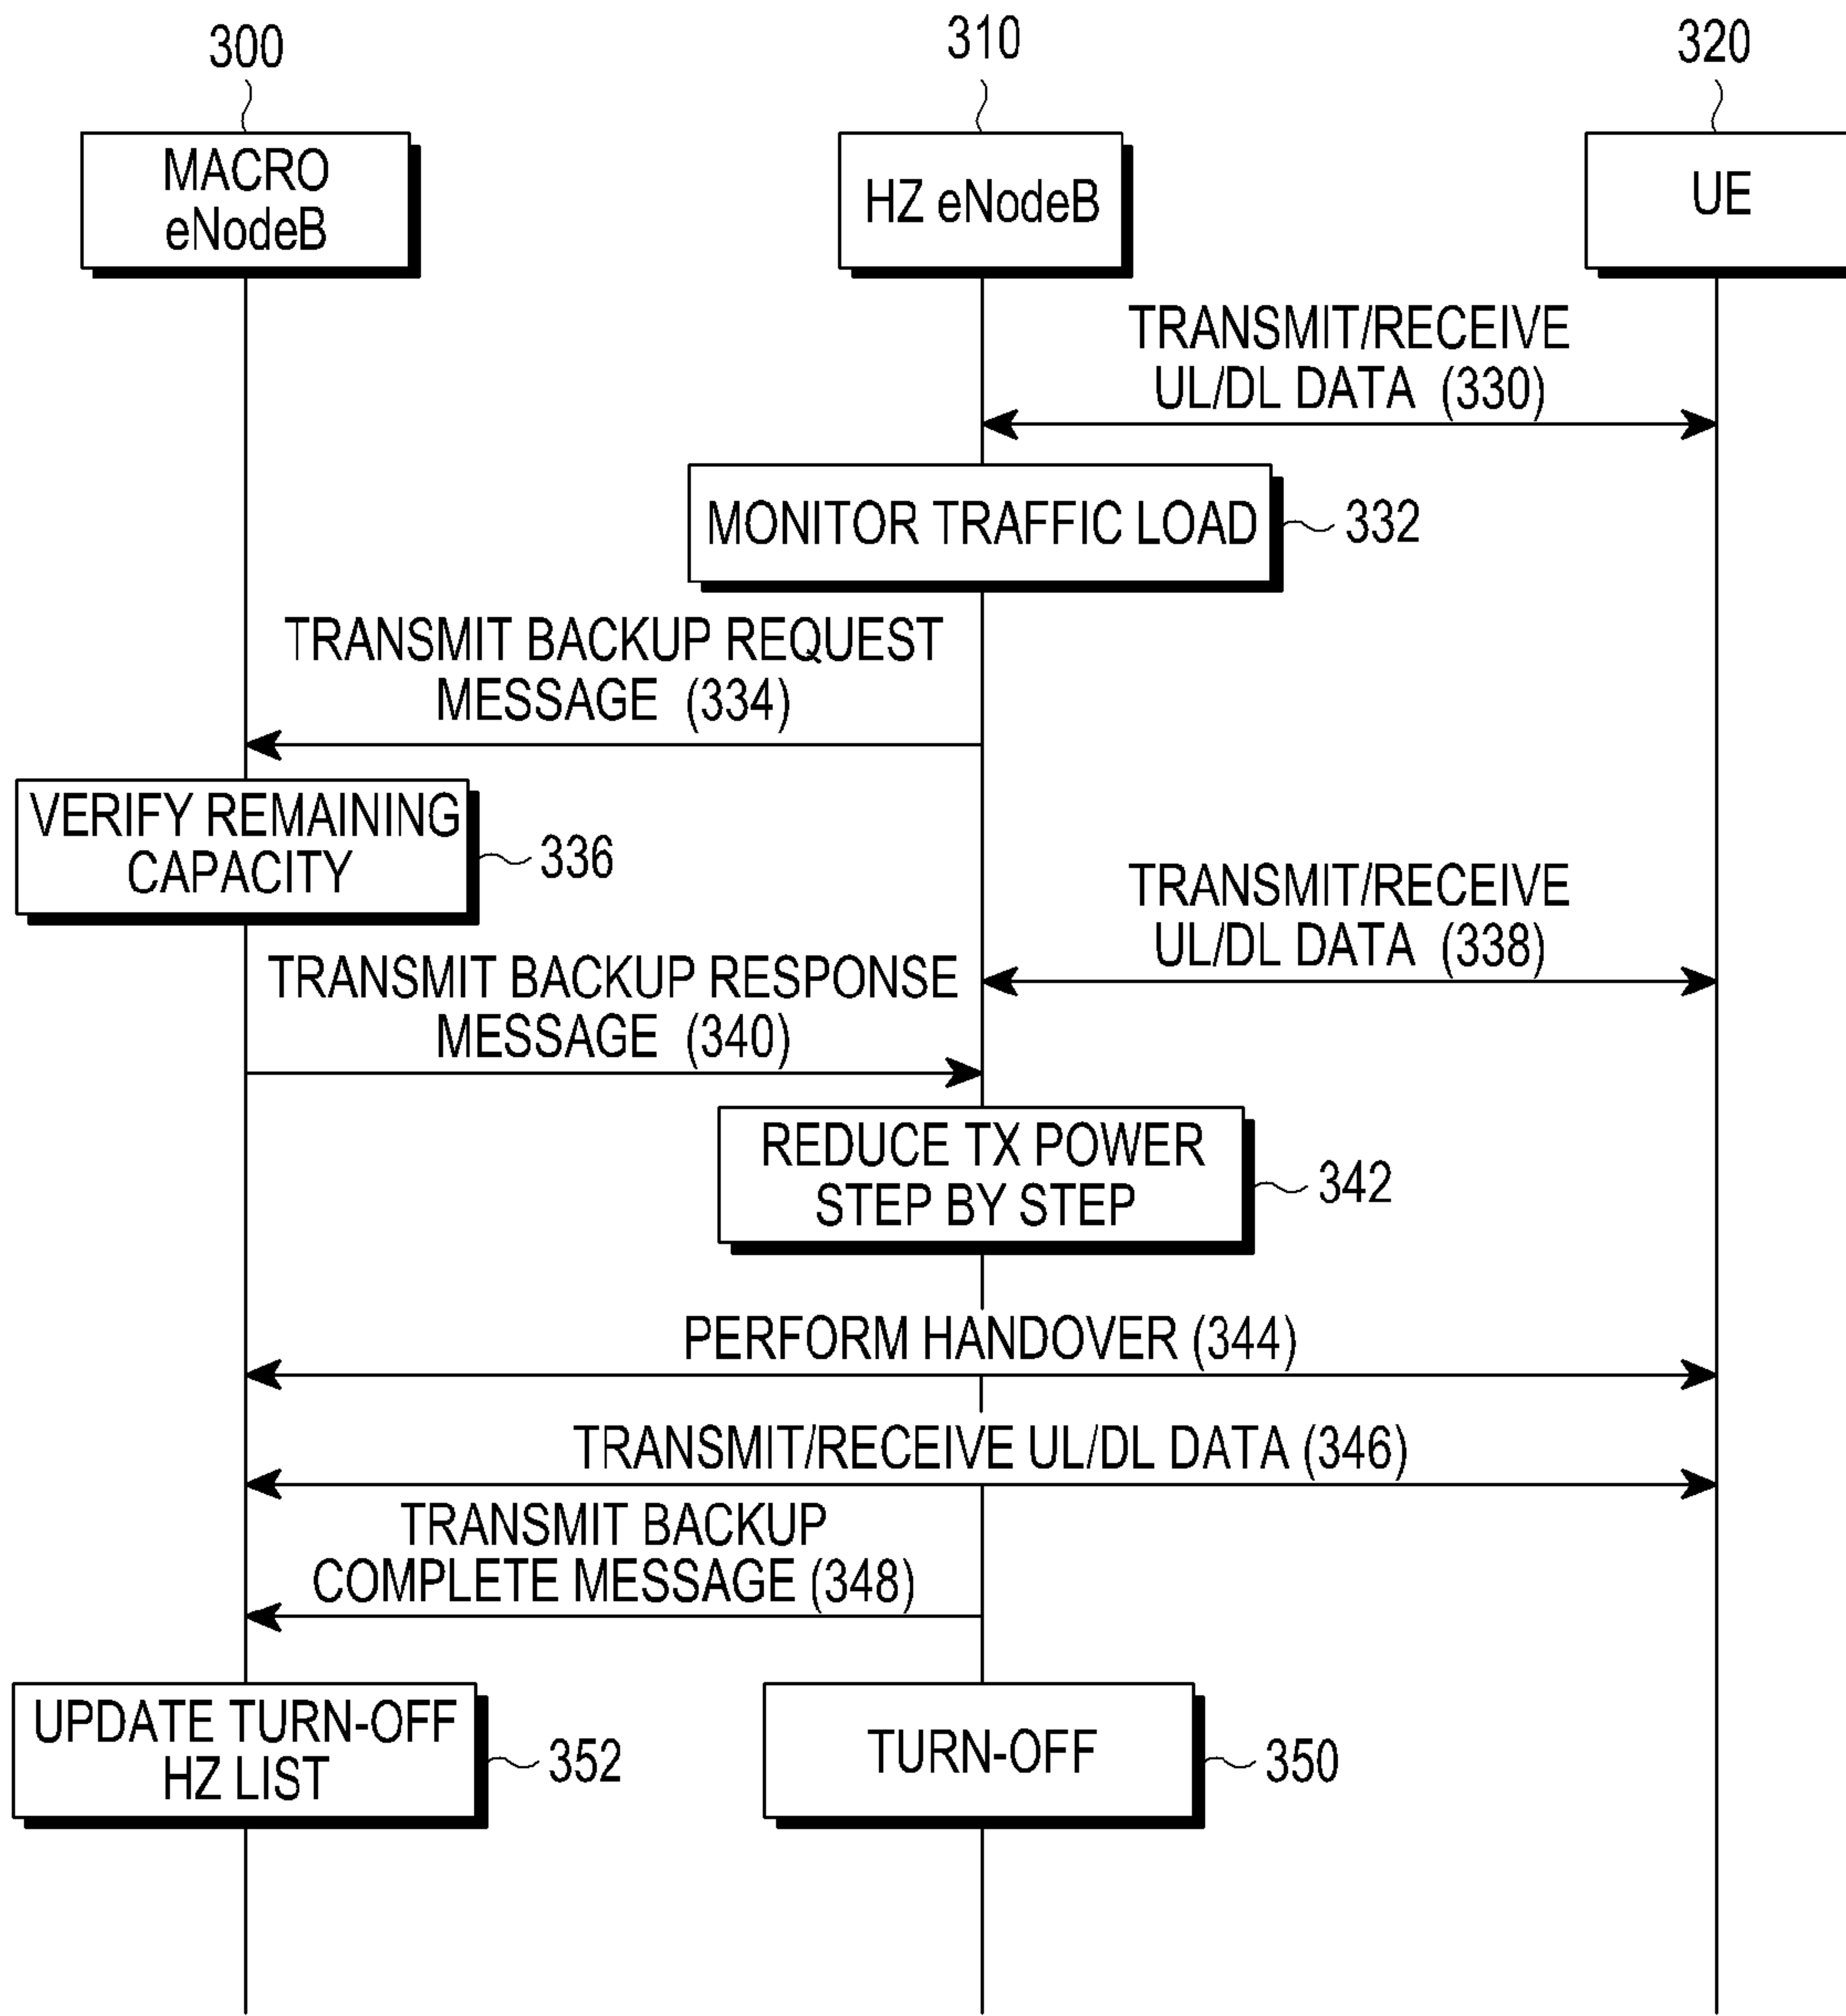 300
310
320
MACRO
eNodeB
HZ eNodeB
UE
TRANSMIT/RECEIVE
UL/DL DATA (330)
MONITOR TRAFFIC LOAD
332
TRANSMIT BACKUP REQUEST
MESSAGE (334)
VERIFY REMAINING
CAPACITY
336
TRANSMIT/RECEIVE
UL/DL DATA (338)
TRANSMIT BACKUP RESPONSE
MESSAGE (340)
REDUCE TX POWER
STEP BY STEP
342
PERFORM HANDOVER (344)
TRANSMIT/RECEIVE UL/DL DATA (346)
TRANSMIT BACKUP
COMPLETE MESSAGE (348)
UPDATE TURN-OFF
HZ LIST
352
TURN-OFF
350